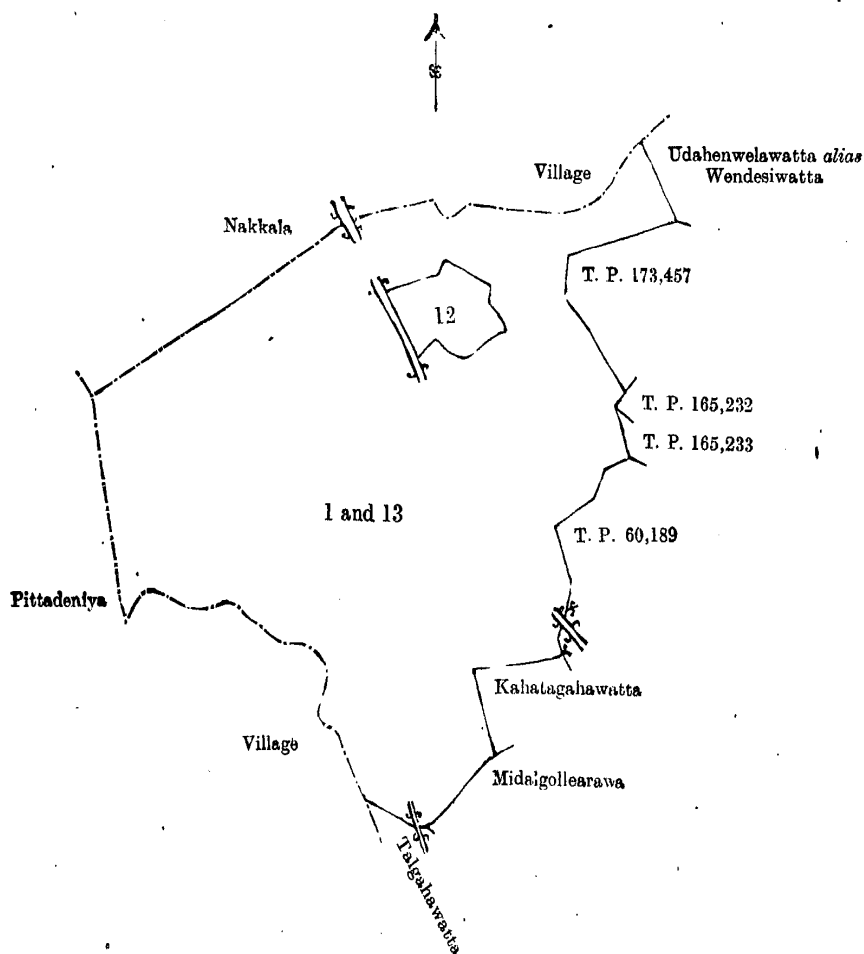 Udahenwelawatta alias
Wendesiwatta
Village
Nakkala
T. P. 173,457
12
T. P. 165,232
T. P. 165,233
1 and 13
T. P. 60,189
Pittadeniya
Kahatagahawatta
Village
Midalgollearawa
Talgahawatta